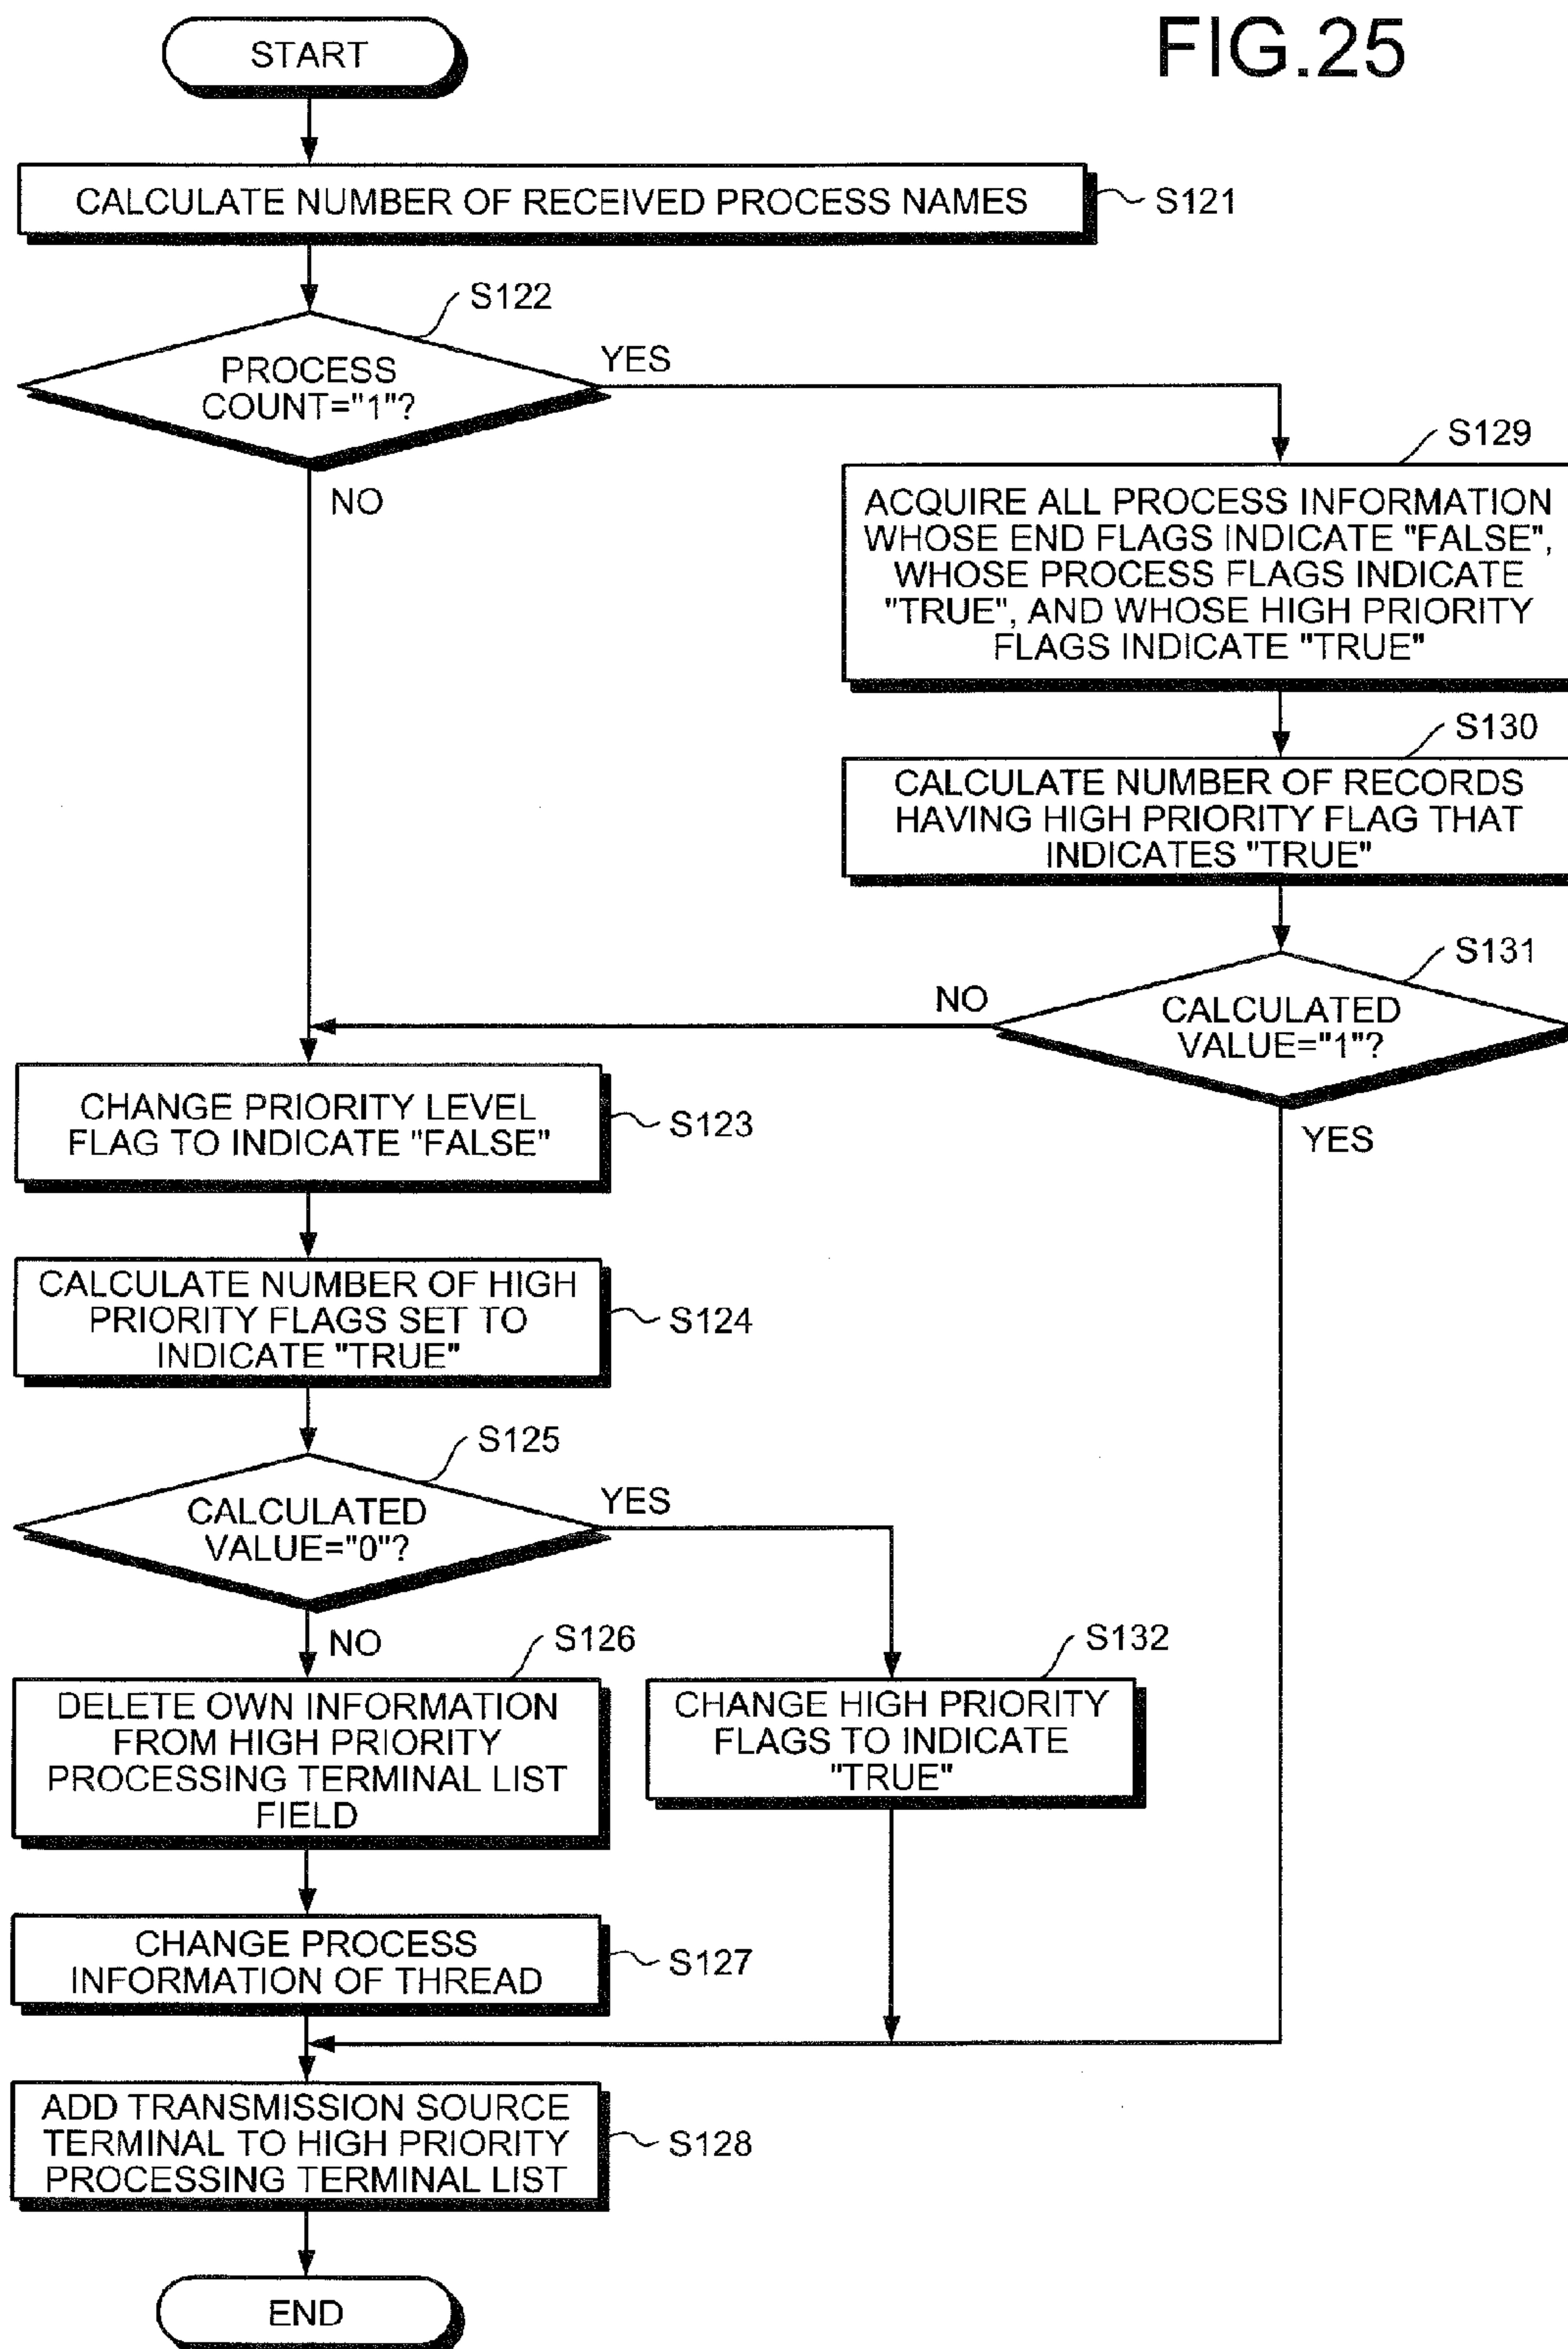 FIG.25
START
CALCULATE NUMBER OF RECEIVED PROCESS NAMES
S121
S122
PROCESS
COUNT="1"?
YES
NO
S129
ACQUIRE ALL PROCESS INFORMATION
WHOSE END FLAGS INDICATE "FALSE",
WHOSE PROCESS FLAGS INDICATE
"TRUE", AND WHOSE HIGH PRIORITY
FLAGS INDICATE "TRUE"
S130
CALCULATE NUMBER OF RECORDS
HAVING HIGH PRIORITY FLAG THAT
INDICATES "TRUE"
S131
CALCULATED
VALUE="1"?
NO
YES
CHANGE PRIORITY LEVEL
FLAG TO INDICATE "FALSE"
S123
CALCULATE NUMBER OF HIGH
PRIORITY FLAGS SET TO
INDICATE "TRUE"
S124
S125
CALCULATED
VALUE="0"?
YES
NO
S126
DELETE OWN INFORMATION
FROM HIGH PRIORITY
PROCESSING TERMINAL LIST
FIELD
S132
CHANGE HIGH PRIORITY
FLAGS TO INDICATE
"TRUE"
CHANGE PROCESS
INFORMATION OF THREAD
S127
ADD TRANSMISSION SOURCE
TERMINAL TO HIGH PRIORITY
PROCESSING TERMINAL LIST
S128
END